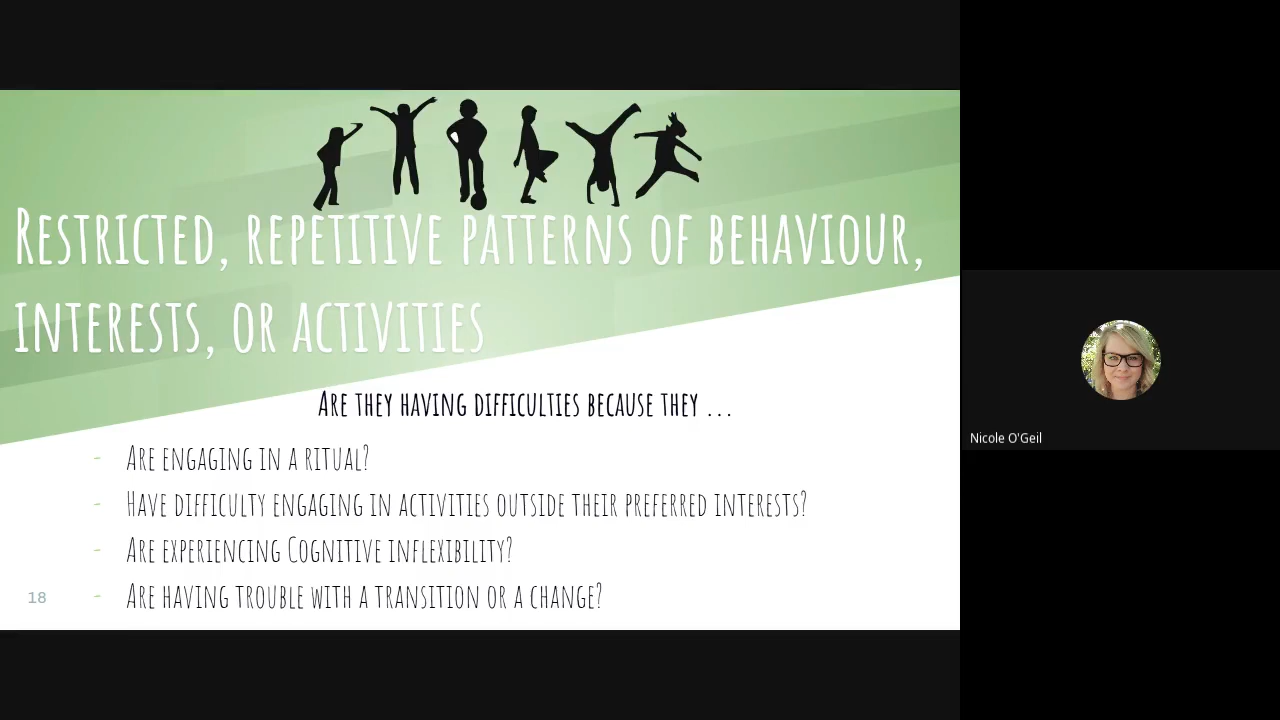 Restricted, repetitive patterns of behaviour,
interests, or activities
Are they having difficulties because they ...
- Are engaging in a ritual?
- Have difficulty engaging in activities outside their preferred interests?
- Are experiencing Cognitive inflexibility?
- Are having trouble with a transition or a change?
18
Nicole O'Geil